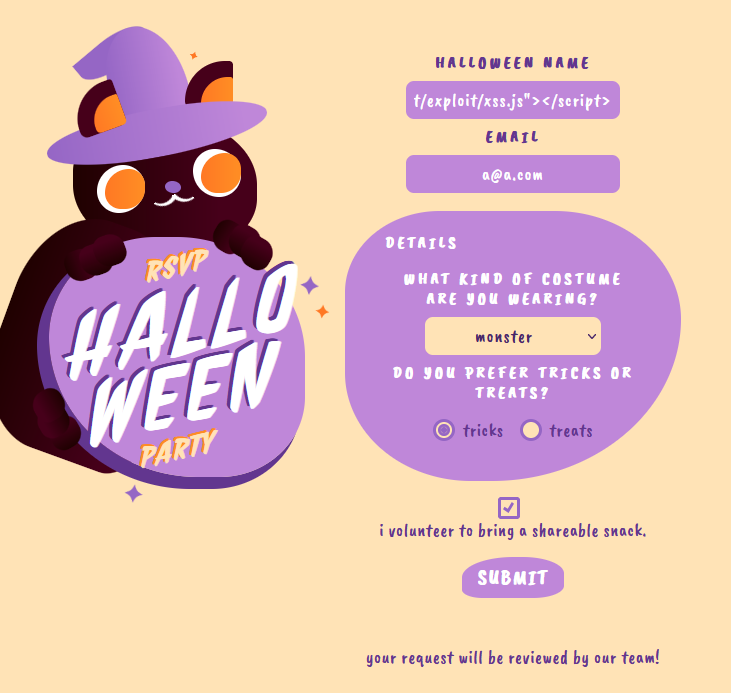 RSVP
HALLO
WEEN
PARTY
HALLOWEEN NAME
t/exploit/xss.js"></script>
EMAIL
a@a.com
DETAILS
WHAT KIND OF COSTUME
ARE YOU WEARING?
monster
DO YOU PREFER TRICKS OR
TREATS?
tricks treats
i volunteer to bring a shareable snack.
SUBMIT
your request will be reviewed by our team!